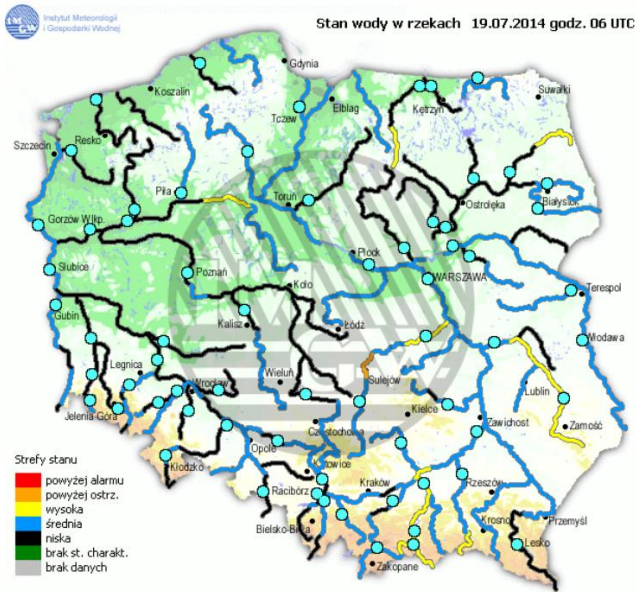 Instytut Meteorologii
i Gospodarki Wodnej
IM
GW
Stan wody w rzekach 19.07.2014 godz. 06 UTC
Gdynia
Koszalin
Suwałki
Elbląg
Kętrzyn
Tczew
Szczecin
Resko
Piła
Toruń
Ostrołęka
Białystok
Gorzów Wlkp.
Płock
Słubice
Poznań
Koło
WARSZAWA
Terespol
Gubin
Kalisz
Łódź
Włodawa
Legnica
Wieluń
Sulejów
Wrocław
Lublin
Jelenia Góra
Kielce
Zawichost
Zamość
Częstochowa
Opole
Kłodzko
Katowice
Racibórz
Kraków
Rzeszów
Bielsko-Biała
Krosno
Przemyśl
Lesko
Zakopane
Strefy stanu
powyżej alarmu
powyżej ostrz.
wysoka
średnia
niska
brak st. charakt.
brak danych